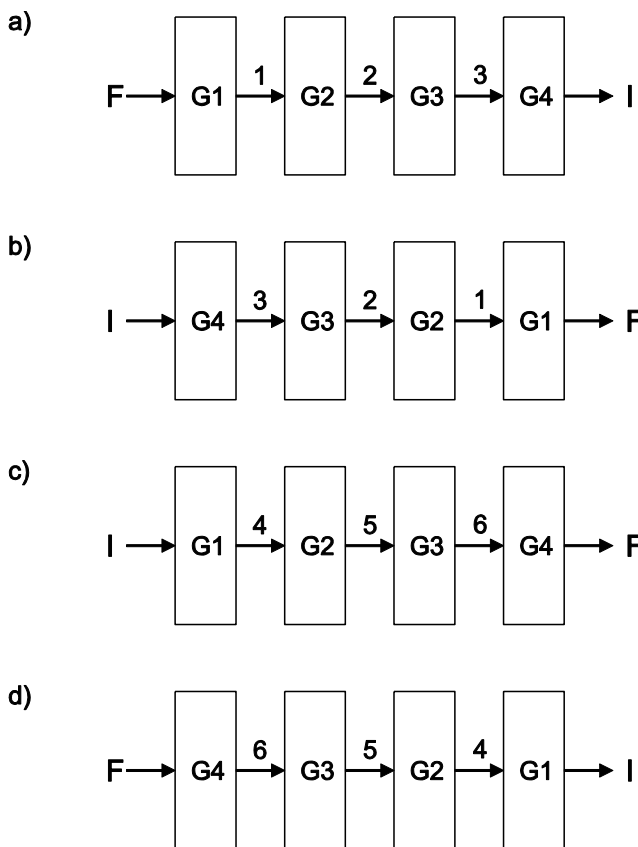 a)
F G1 1 G2 2 G3 3 G4 I
b)
I G4 3 G3 2 G2 1 G1 F
c)
I G1 4 G2 5 G3 6 G4 F
d)
F G4 6 G3 5 G2 4 G1 I